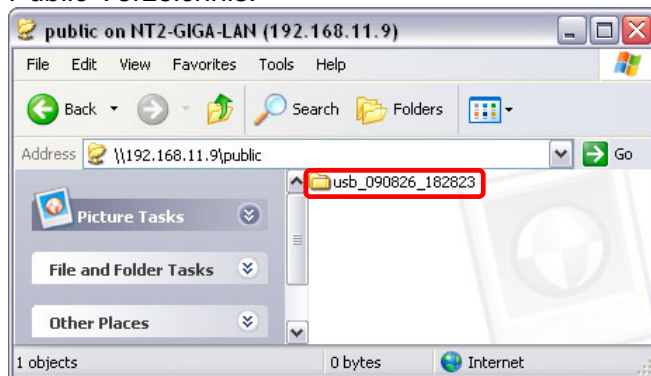 public on NT2-GIGA-LAN (192.168.11.9)
File Edit View Favorites Tools Help
Back Search Folders
Address \\192.168.11.9\public Go
usb_090826_182823
Picture Tasks
File and Folder Tasks
Other Places
1 objects 0 bytes Internet